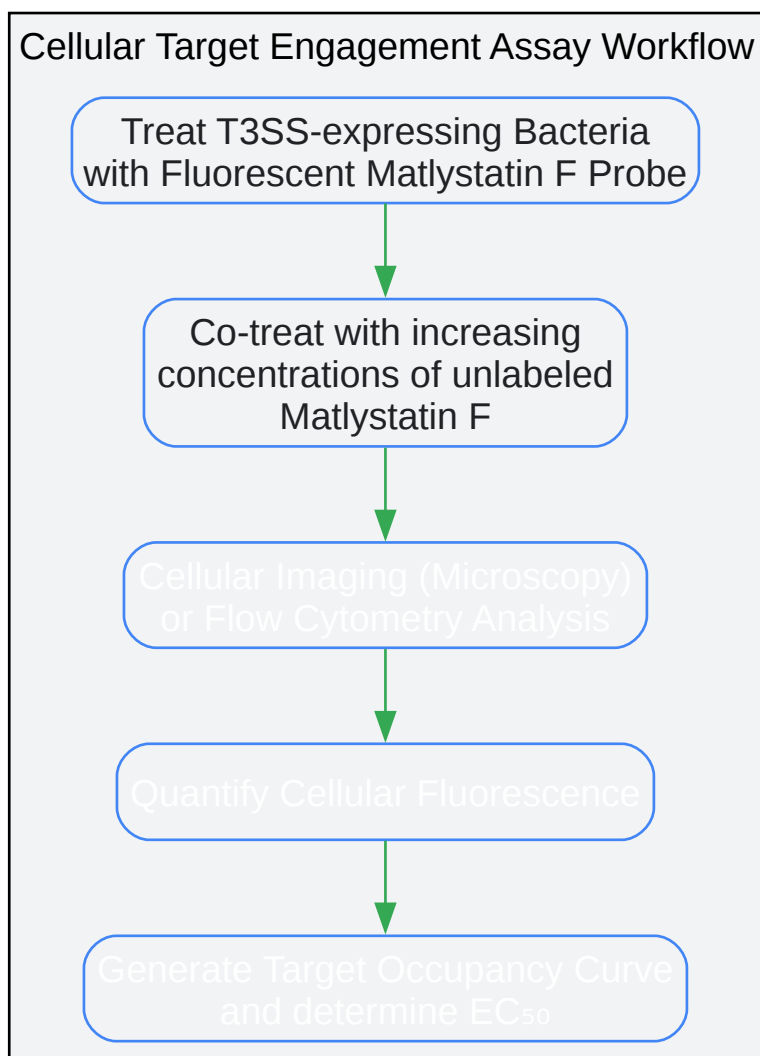 Cellular Target Engagement Assay Workflow
Treat T3SS-expressing Bacteria
with Fluorescent Matlystatin F Probe
Co-treat with increasing
concentrations of unlabeled
Matlystatin F
Cellular Imaging (Microscopy)
or Flow Cytometry Analysis
Quantify Cellular Fluorescence
Generate Target Occupancy Curve
and determine EC₅₀